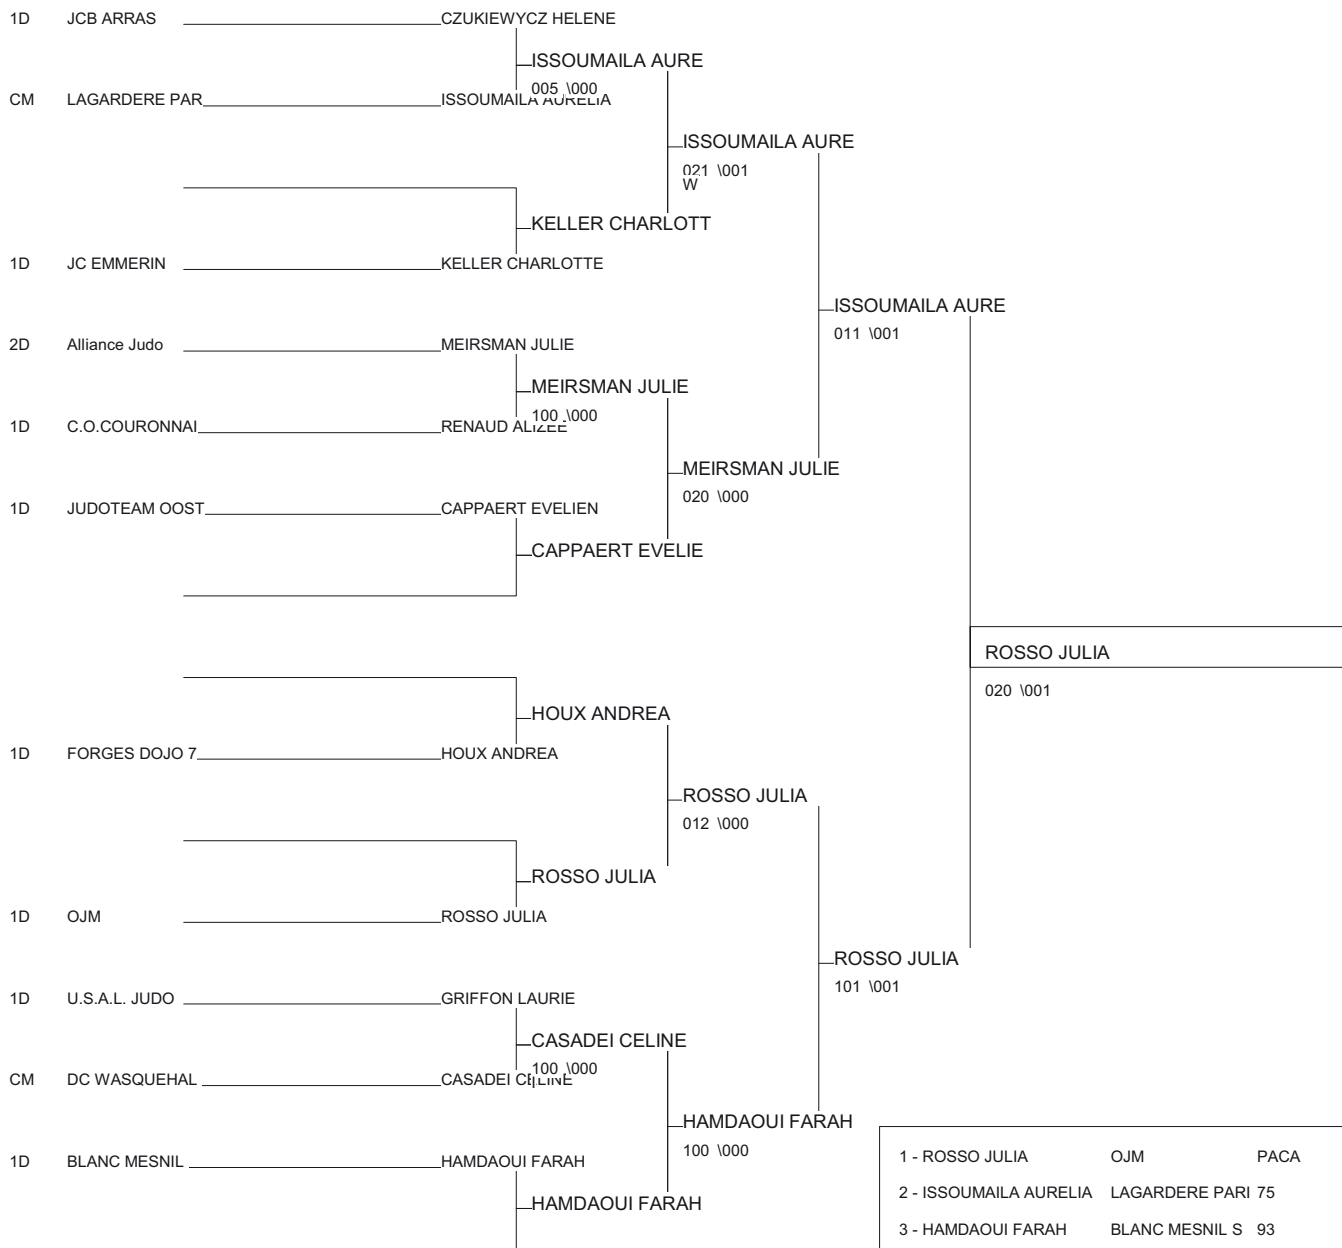 1D JCB ARRAS CZUKIEWYCZ HELENE
ISSOUMAILA AURE
005 \000
CM LAGARDERE PAR ISSOUMAILA AURELIA
ISSOUMAILA AURE
021 \001
W
KELLER CHARLOTT
1D JC EMMERIN KELLER CHARLOTTE
ISSOUMAILA AURE
011 \001
2D Alliance Judo MEIRSMAN JULIE
MEIRSMAN JULIE
100 \000
1D C.O.COURONNAI RENAUD ALIZEE
MEIRSMAN JULIE
020 \000
1D JUDOTEAM OOST CAPPAERT EVELIEN
CAPPAERT EVELIE
ROSSO JULIA
020 \001
HOUX ANDREA
1D FORGES DOJO 7 HOUX ANDREA
ROSSO JULIA
012 \000
ROSSO JULIA
1D OJM ROSSO JULIA
ROSSO JULIA
101 \001
1D U.S.A.L. JUDO GRIFFON LAURIE
CASADEI CELINE
100 \000
CM DC WASQUEHAL CASADEI CELINE
HAMDAOUI FARAH
100 \000
1D BLANC MESNIL HAMDAOUI FARAH
HAMDAOUI FARAH
1 - ROSSO JULIA OJM PACA
2 - ISSOUMAILA AURELIA LAGARDERE PARI 75
3 - HAMDAOUI FARAH BLANC MESNIL S 93